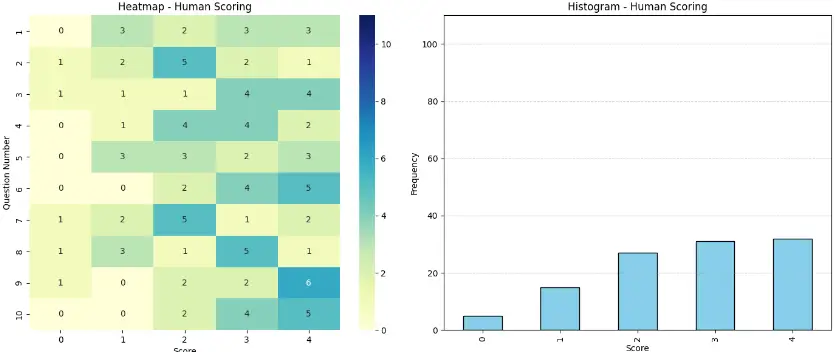 Heatmap - Human Scoring
1 0 3 2 3 3
2 1 2 5 2 1
3 1 1 1 4 4
4 0 1 4 4 2
5 0 3 3 2 3
6 0 0 2 4 5
7 1 2 5 1 2
8 1 3 1 5 1
9 1 0 2 2 6
10 0 0 2 4 5
0 1 2 3 4
Score
Question Number
10
8
6
4
2
0
Histogram - Human Scoring
100
80
60
40
20
0
Frequency
0 1 2 3 4
Score